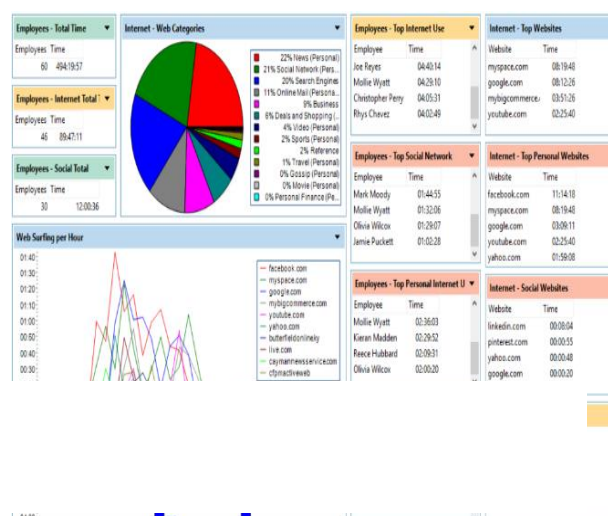 Employees - Total Time
Employees Time
60 494:19:57
Employees - Internet Total
Employees Time
46 89:47:11
Employees - Social Total
Employees Time
30 12:00:36
Internet - Web Categories
22% News (Personal)
21% Social Network (Pers...
20% Search Engines
11% Online Mail (Persona...
9% Business
6% Deals and Shopping (...
4% Video (Personal)
2% Sports (Personal)
2% Reference
1% Travel (Personal)
0% Gossip (Personal)
0% Movie (Personal)
0% Personal Finance (Pe...
Employees - Top Internet Use
Employee Time
Joe Reyes 04:40:14
Mollie Wyatt 04:29:10
Christopher Perry 04:05:31
Rhys Chavez 04:02:49
Internet - Top Websites
Website Time
myspace.com 08:19:48
google.com 08:12:26
mybigcommerce. 03:51:26
youtube.com 02:25:40
Employees - Top Social Network
Employee Time
Mark Moody 01:44:55
Mollie Wyatt 01:32:06
Olivia Wilcox 01:29:07
Jamie Puckett 01:02:28
Internet - Top Personal Websites
Website Time
facebook.com 11:14:18
myspace.com 08:19:48
google.com 03:09:11
youtube.com 02:25:40
yahoo.com 01:59:08
Web Surfing per Hour
01:40
01:30
01:20
01:10
01:00
00:50
00:40
00:30
facebook.com
myspace.com
google.com
mybigcommerce.com
youtube.com
yahoo.com
butterfieldonlineky
live.com
caymannewsservice.com
cfpmactiveweb
Employees - Top Personal Internet U
Employee Time
Mollie Wyatt 02:36:03
Kieran Madden 02:29:52
Reece Hubbard 02:09:31
Olivia Wilcox 02:00:20
Internet - Social Websites
Website Time
linkedin.com 00:08:04
pinterest.com 00:00:55
yahoo.com 00:00:48
google.com 00:00:20